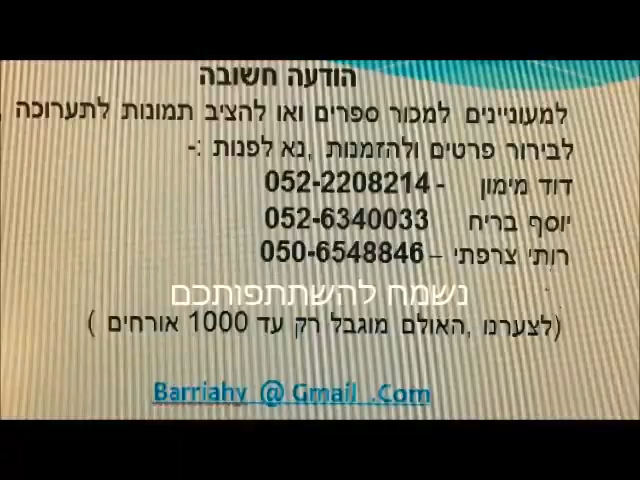 הודעה חשובה
למעוניינים למכור ספרים ואו להציב תמונות לתערוכה ,
לבירור פרטים ולהזמנות ,נא לפנות :-
דוד מימון - 052-2208214
יוסף בריח 052-6340033
רותי צרפתי – 050-6548846
נשמח להשתתפותכם
(לצערנו ,האולם מוגבל רק עד 1000 אורחים )
Barriahy @ Gmail .Com